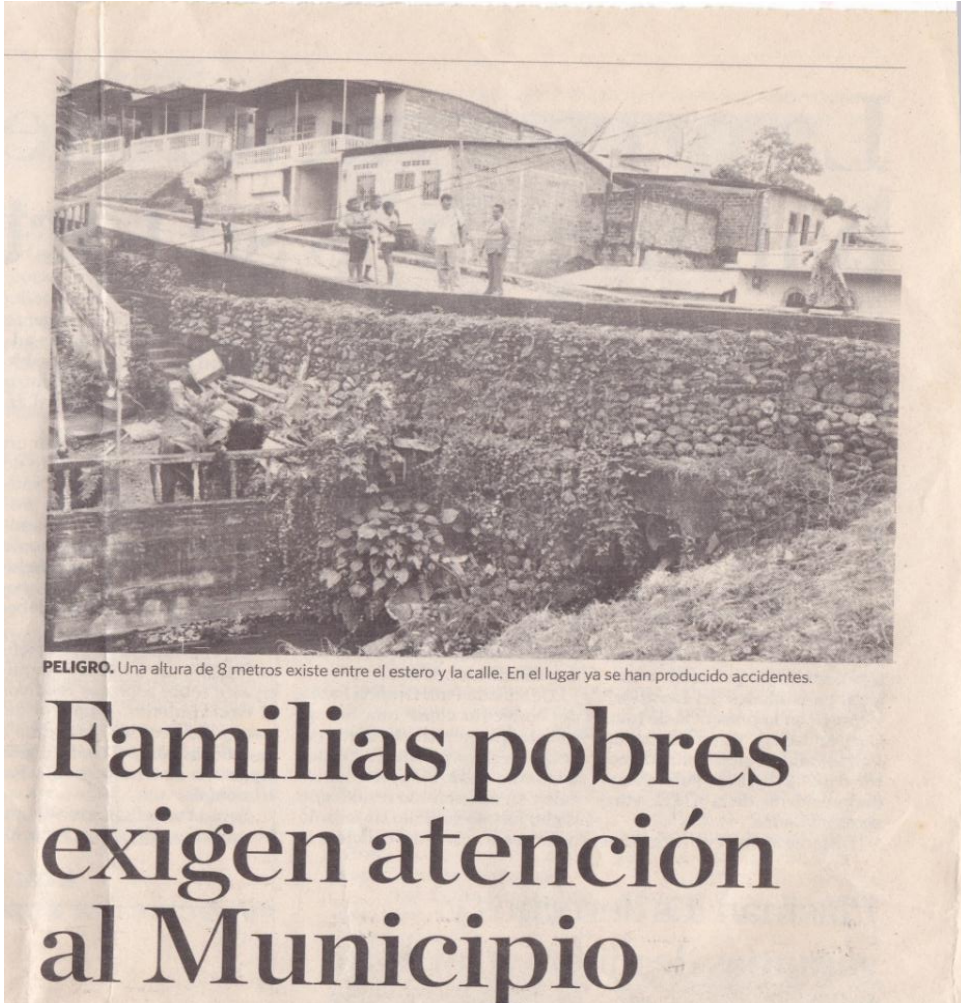 PELIGRO. Una altura de 8 metros existe entre el estero y la calle. En el lugar ya se han producido accidentes.
Familias pobres
exigen atención
al Municipio